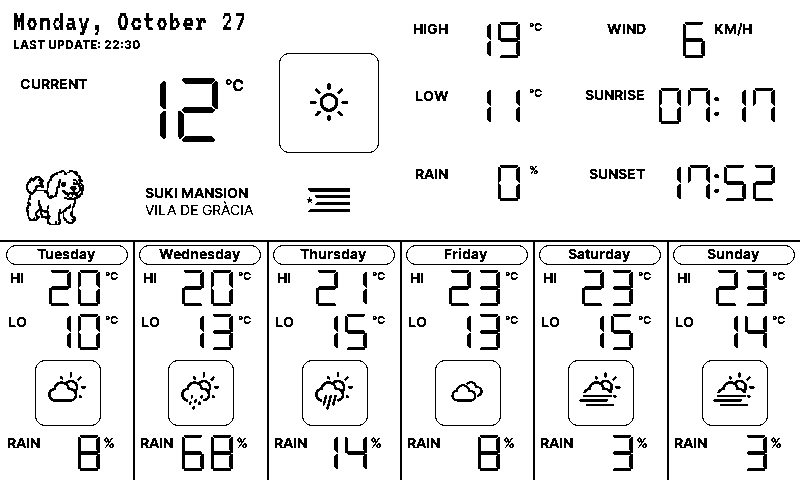 Monday, October 27
LAST UPDATE: 22:30
CURRENT 12 °C
HIGH 19 °C
WIND 6 KM/H
LOW 11 °C
SUNRISE 07:17
RAIN 0 %
SUNSET 17:52
SUKI MANSION
VILA DE GRÀCIA
Tuesday
HI 20 °C
LO 10 °C
RAIN 8 %
Wednesday
HI 20 °C
LO 13 °C
RAIN 68 %
Thursday
HI 21 °C
LO 15 °C
RAIN 14 %
Friday
HI 23 °C
LO 13 °C
RAIN 8 %
Saturday
HI 23 °C
LO 15 °C
RAIN 3 %
Sunday
HI 23 °C
LO 14 °C
RAIN 3 %